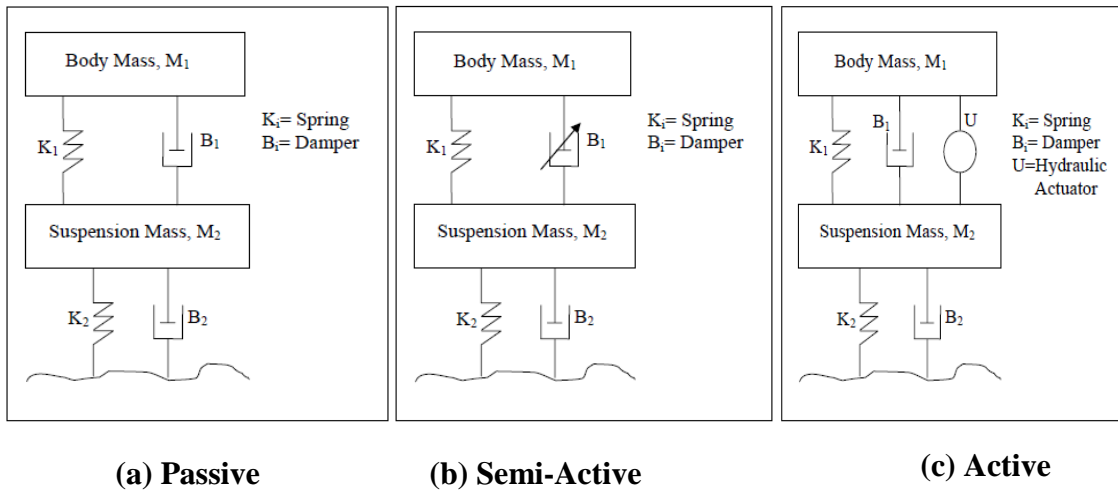 Body Mass, M₁
K₁
B₁
Kᵢ= Spring
Bᵢ= Damper
Suspension Mass, M₂
K₂
B₂
(a) Passive
Body Mass, M₁
K₁
B₁
Kᵢ= Spring
Bᵢ= Damper
Suspension Mass, M₂
K₂
B₂
(b) Semi-Active
Body Mass, M₁
K₁
B₁
U
Kᵢ= Spring
Bᵢ= Damper
U=Hydraulic
Actuator
Suspension Mass, M₂
K₂
B₂
(c) Active